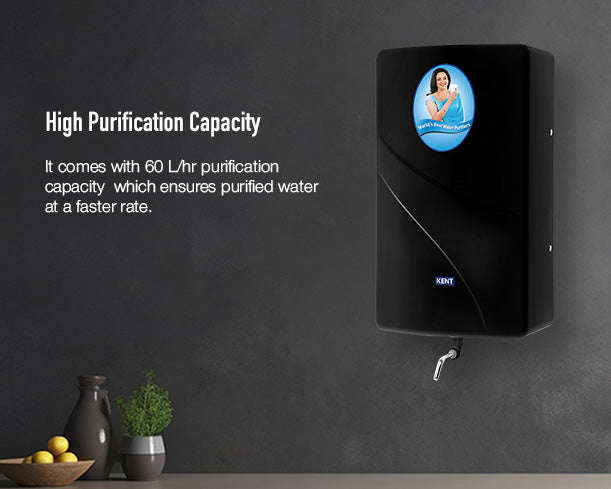 High Purification Capacity
It comes with 60 L/hr purification
capacity which ensures purified water
at a faster rate.
World's Best Water Purifiers
KENT